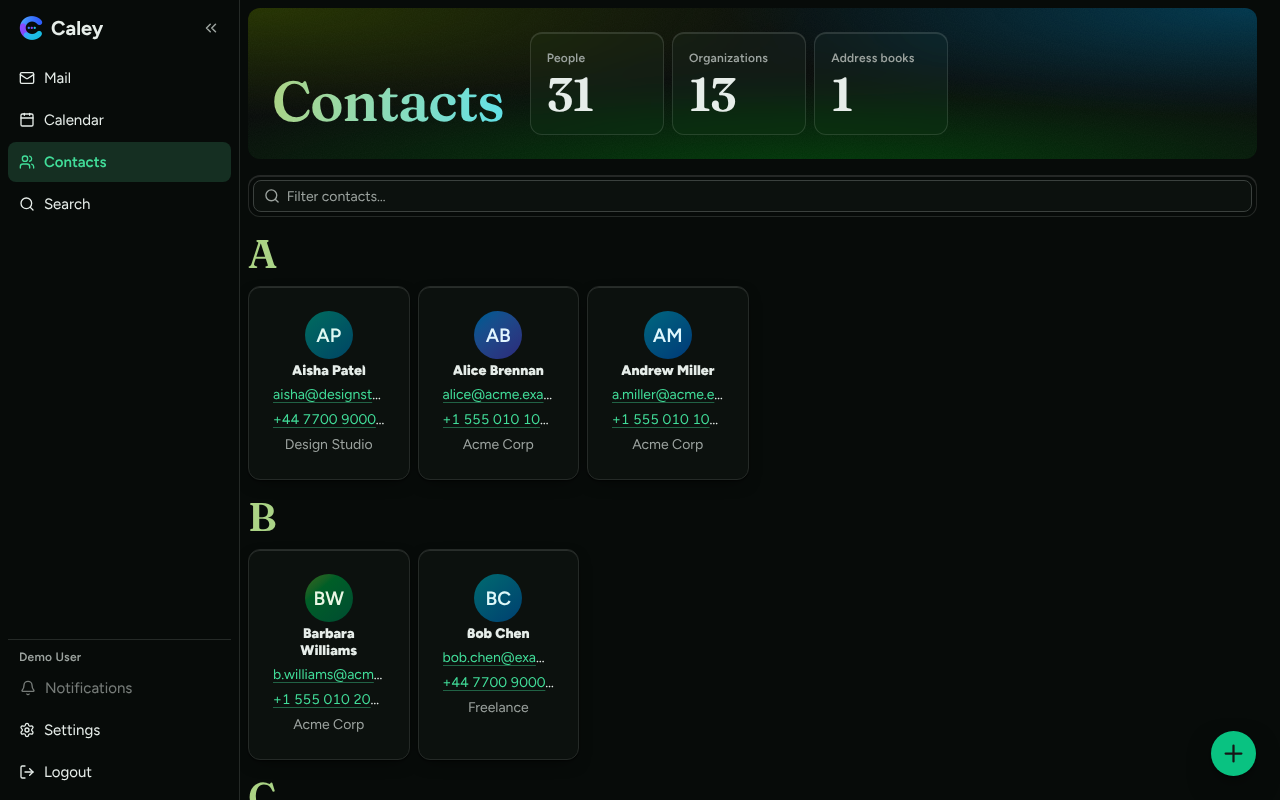 Caley
Mail
Calendar
Contacts
Search
Demo User
Notifications
Settings
Logout
Contacts
People
31
Organizations
13
Address books
1
Filter contacts...
A
AP
Aisha Patel
aisha@designst...
+44 7700 9000...
Design Studio
AB
Alice Brennan
alice@acme.exa...
+1 555 010 10...
Acme Corp
AM
Andrew Miller
a.miller@acme.e...
+1 555 010 10...
Acme Corp
B
BW
Barbara
Williams
b.williams@acm...
+1 555 010 20...
Acme Corp
BC
Bob Chen
bob.chen@exa...
+44 7700 9000...
Freelance
C